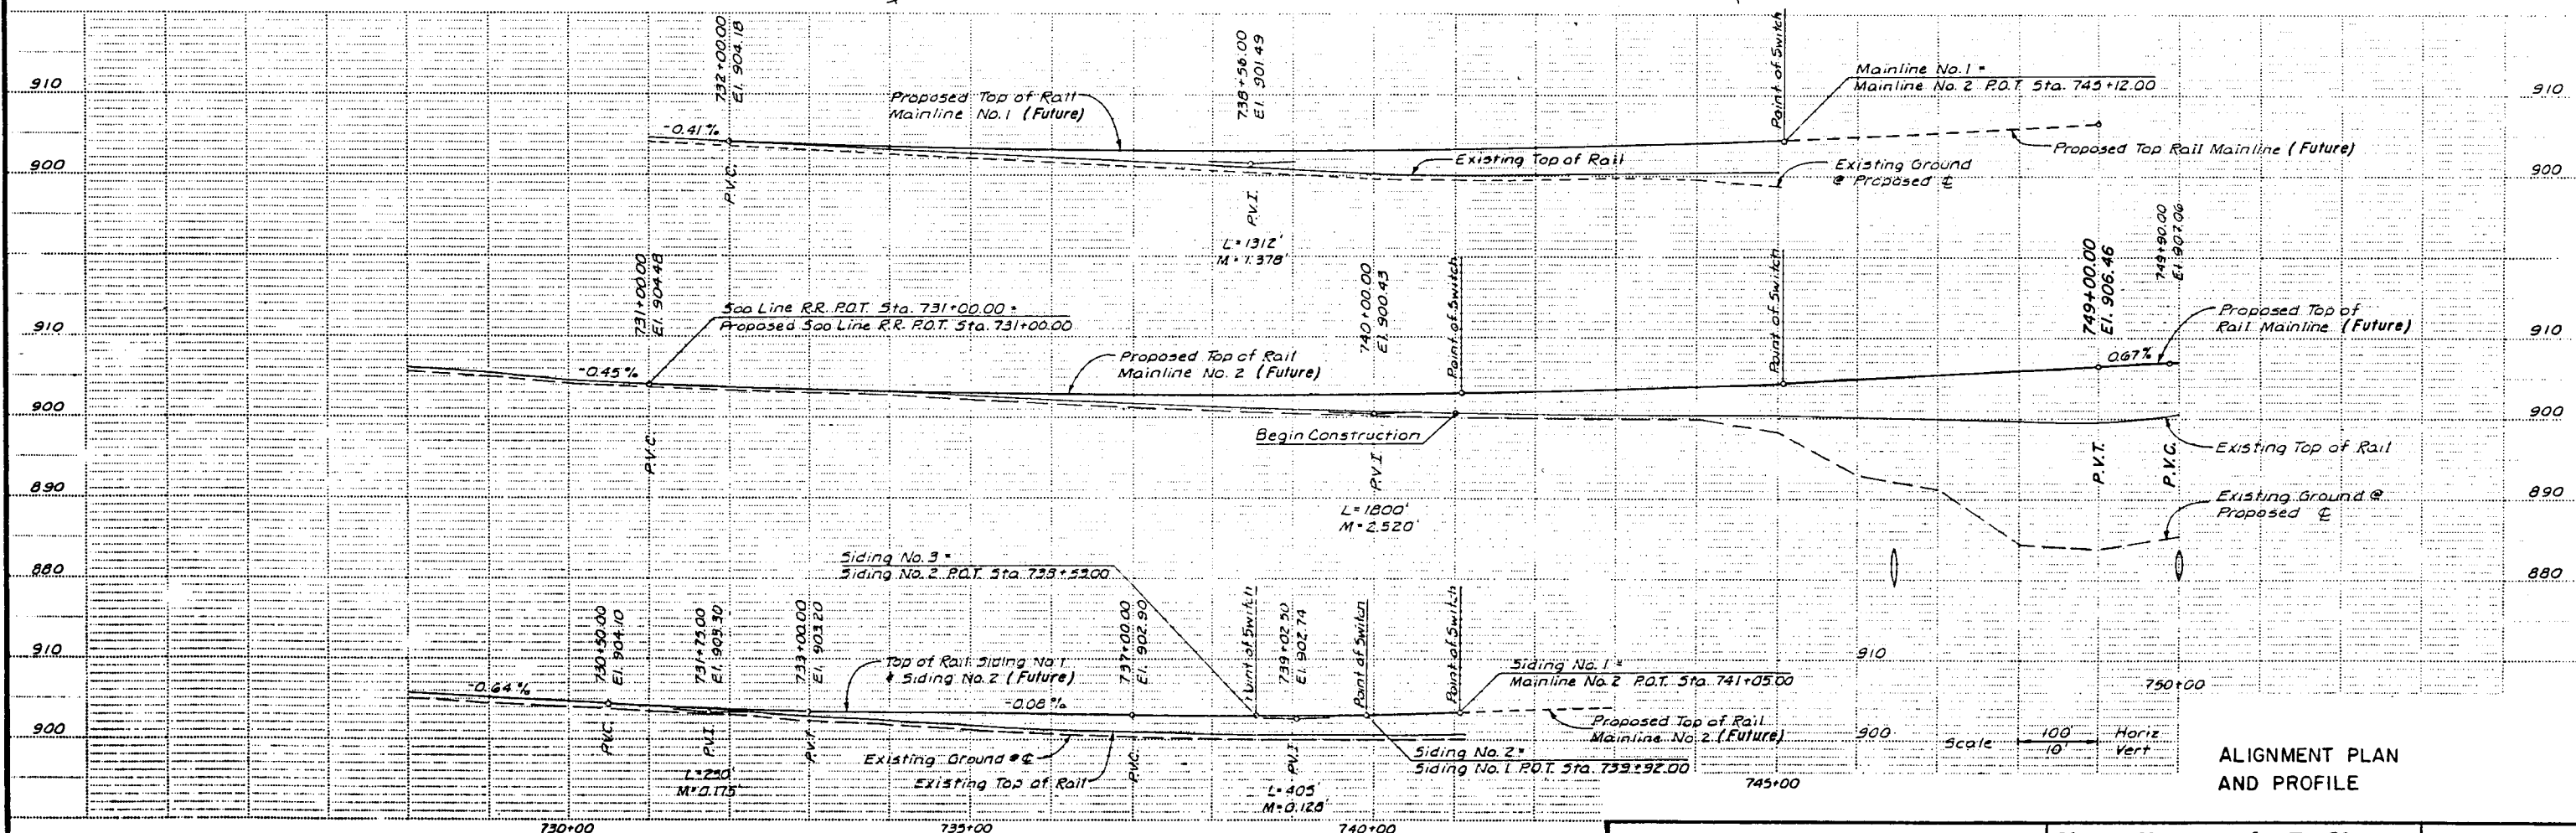 732+00.00
El. 904.18
738+56.00
El. 901.49
Point of Switch
Mainline No. 1 =
Mainline No. 2 P.O.T. Sta. 745+12.00
Proposed Top of Rail
Mainline No. 1 (Future)
-0.41%
910
910
900
900
P.V.C.
P.V.I.
L=1312'
M=1.378'
Existing Top of Rail
Existing Ground
@ Proposed ℄
Proposed Top Rail Mainline (Future)
731+00.00
El. 904.48
Soo Line R.R. P.O.T. Sta. 731+00.00 =
Proposed Soo Line R.R. P.O.T. Sta. 731+00.00
740+00.00
El. 900.43
Point of Switch
Point of Switch
749+00.00
El. 906.46
749+90.00
El. 907.06
Proposed Top of
Rail Mainline (Future)
0.67%
910
910
-0.45%
Proposed Top of Rail
Mainline No. 2 (Future)
900
900
P.V.C.
Begin Construction
P.V.I.
L=1800'
M=2.520'
P.V.T.
P.V.C.
Existing Top of Rail
890
890
Existing Ground @
Proposed ℄
880
880
Siding No. 3 =
Siding No. 2 P.O.T. Sta. 738+53.00
730+50.00
El. 904.10
731+75.00
El. 903.30
733+00.00
El. 903.20
737+00.00
El. 902.90
Point of Switch
739+02.50
El. 902.74
Point of Switch
Point of Switch
910
910
-0.64%
Top of Rail Siding No. 1
& Siding No. 2 (Future)
-0.08%
Siding No. 1 =
Mainline No. 2 P.O.T. Sta. 741+05.00
750+00
900
900
P.V.C.
P.V.I.
P.V.T.
P.V.C.
P.V.I.
L=250'
M=0.175'
Existing Ground @ ℄
Existing Top of Rail
L=405'
M=0.128'
Proposed Top of Rail
Mainline No. 2 (Future)
Siding No. 2 =
Siding No. 1 P.O.T. Sta. 739+92.00
Scale 100' Horiz
10' Vert
ALIGNMENT PLAN
AND PROFILE
730+00
735+00
740+00
745+00